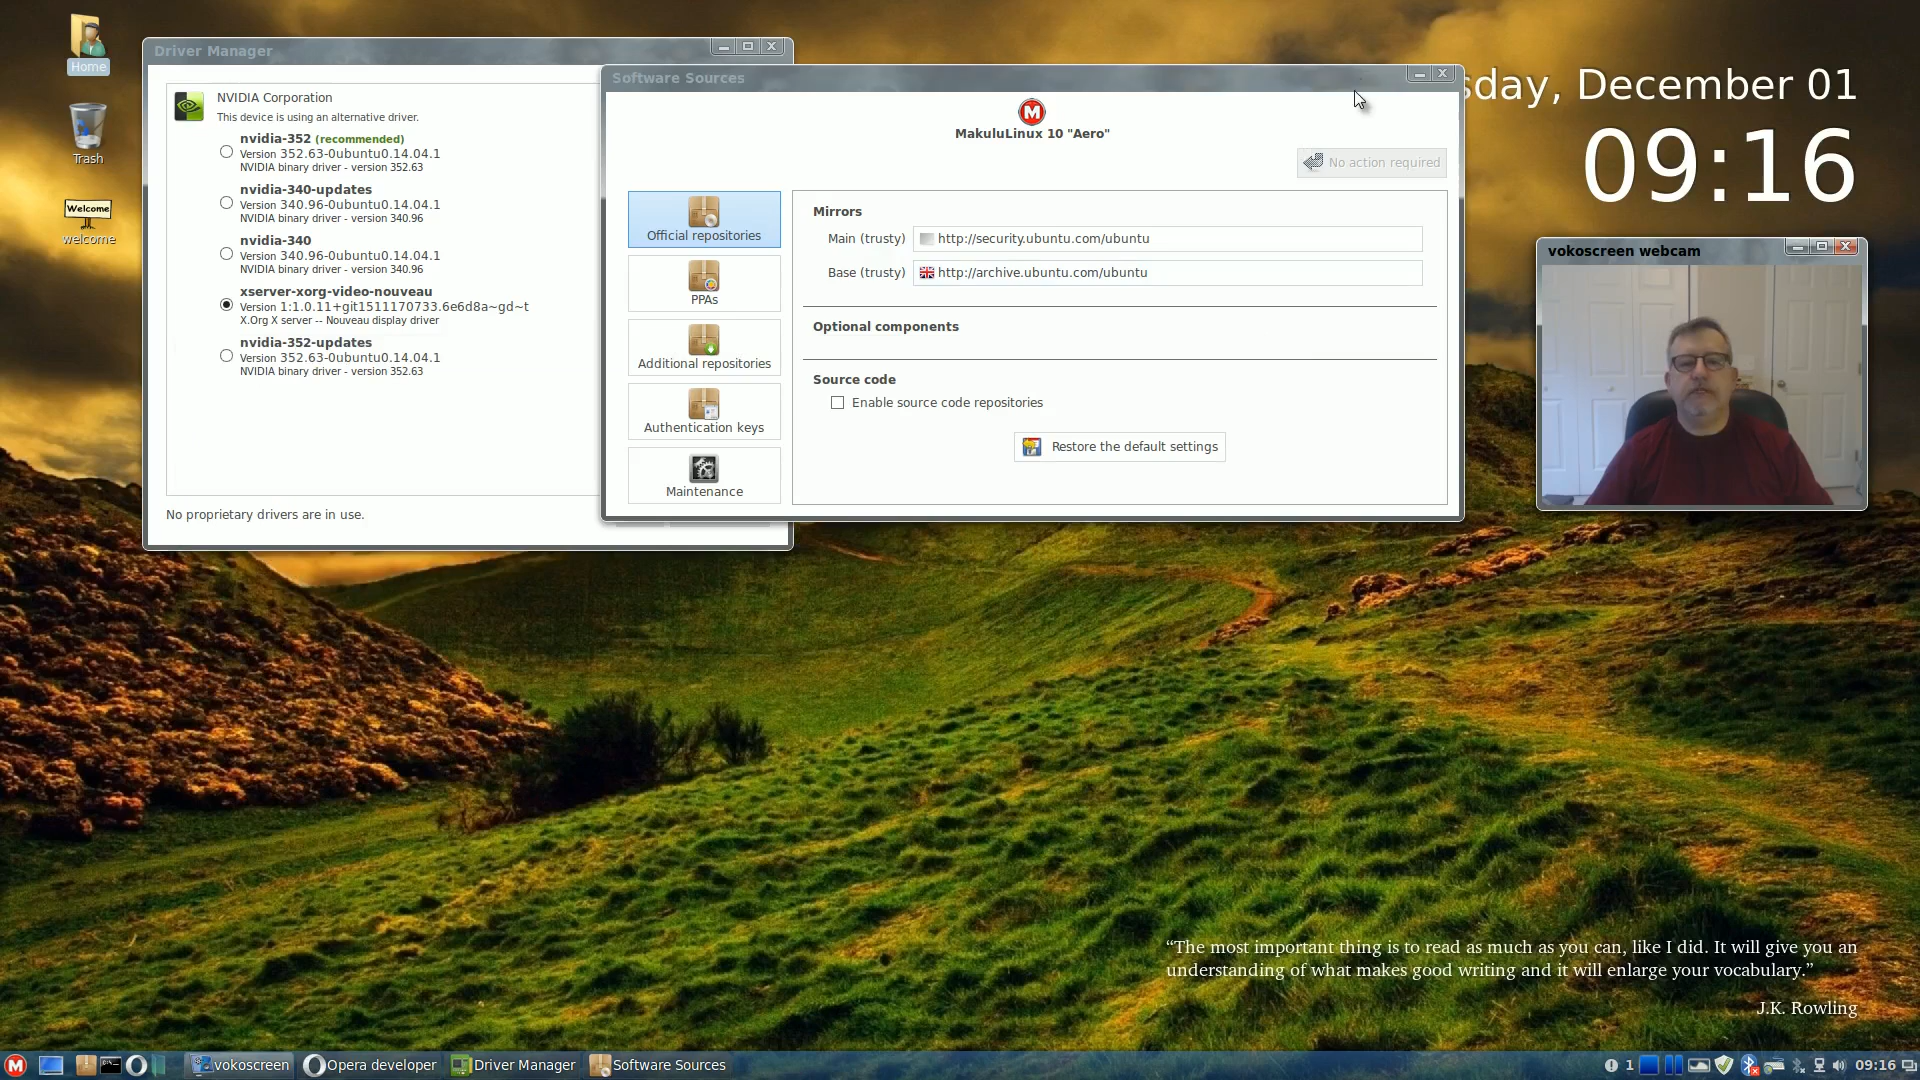 Home
Trash
Welcome
welcome
Driver Manager
NVIDIA Corporation
This device is using an alternative driver.
nvidia-352 (recommended)
Version 352.63-0ubuntu0.14.04.1
NVIDIA binary driver - version 352.63
nvidia-340-updates
Version 340.96-0ubuntu0.14.04.1
NVIDIA binary driver - version 340.96
nvidia-340
Version 340.96-0ubuntu0.14.04.1
NVIDIA binary driver - version 340.96
xserver-xorg-video-nouveau
Version 1:1.0.11+git1511170733.6e6d8a~gd~t
X.Org X server -- Nouveau display driver
nvidia-352-updates
Version 352.63-0ubuntu0.14.04.1
NVIDIA binary driver - version 352.63
No proprietary drivers are in use.
Software Sources
M
MakuluLinux 10 "Aero"
No action required
Official repositories
PPAs
Additional repositories
Authentication keys
Maintenance
Mirrors
Main (trusty) http://security.ubuntu.com/ubuntu
Base (trusty) http://archive.ubuntu.com/ubuntu
Optional components
Source code
Enable source code repositories
Restore the default settings
sday, December 01
09:16
vokoscreen webcam
“The most important thing is to read as much as you can, like I did. It will give you an
understanding of what makes good writing and it will enlarge your vocabulary.”
J.K. Rowling
M vokoscreen Opera developer Driver Manager Software Sources 1 09:16